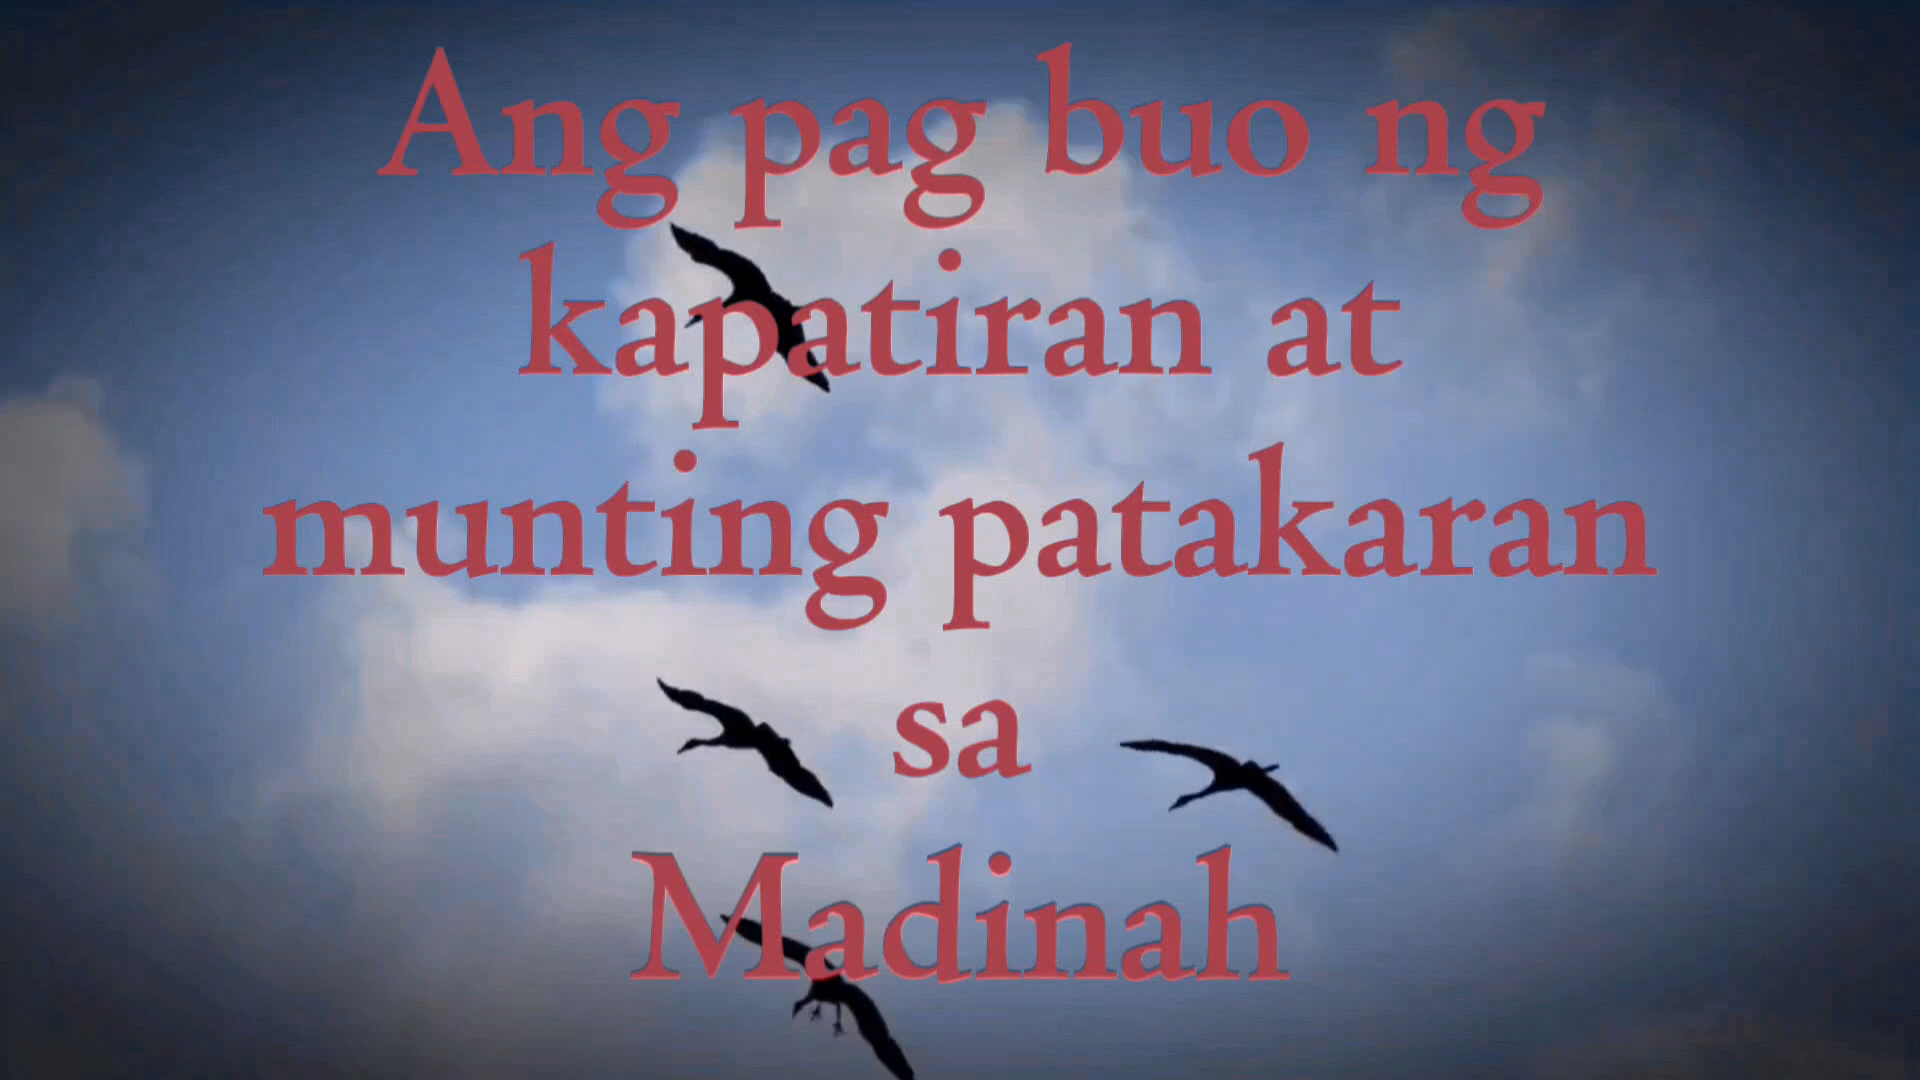 Ang pag buo ng
kapatiran at
munting patakaran
sa
Madinah